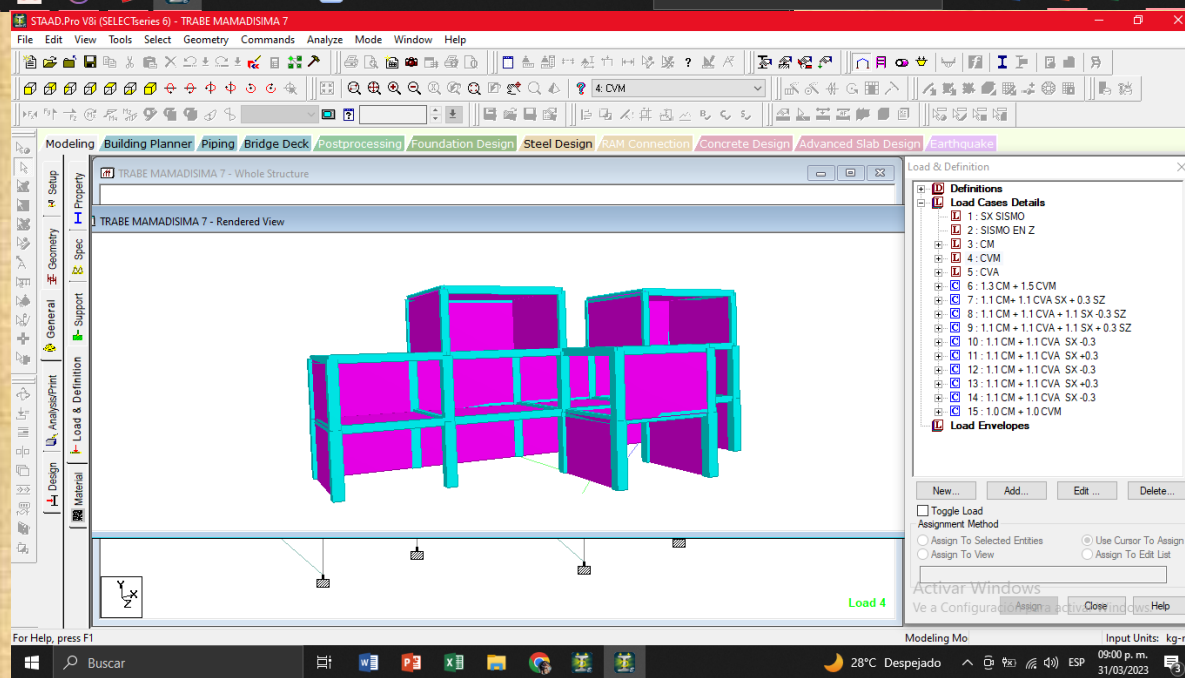 STAAD.Pro V8i (SELECTseries 6) - TRABE MAMADISIMA 7
File Edit View Tools Select Geometry Commands Analyze Mode Window Help
4: CVM
Modeling Building Planner Piping Bridge Deck Postprocessing Foundation Design Steel Design RAM Connection Concrete Design Advanced Slab Design Earthquake
Setup
Geometry
General
Analysis/Print
Design
Property
Spec
Support
Load & Definition
Material
TRABE MAMADISIMA 7 - Whole Structure
TRABE MAMADISIMA 7 - Rendered View
Y
X
Z
Load 4
Load & Definition
Definitions
Load Cases Details
1 : SX SISMO
2 : SISMO EN Z
3 : CM
4 : CVM
5 : CVA
6 : 1.3 CM + 1.5 CVM
7 : 1.1 CM+ 1.1 CVA SX + 0.3 SZ
8 : 1.1 CM + 1.1 CVA + 1.1 SX -0.3 SZ
9 : 1.1 CM + 1.1 CVA + 1.1 SX + 0.3 SZ
10 : 1.1 CM + 1.1 CVA SX -0.3
11 : 1.1 CM + 1.1 CVA SX +0.3
12 : 1.1 CM + 1.1 CVA SX -0.3
13 : 1.1 CM + 1.1 CVA SX +0.3
14 : 1.1 CM + 1.1 CVA SX -0.3
15 : 1.0 CM + 1.0 CVM
Load Envelopes
New... Add... Edit ... Delete...
Toggle Load
Assignment Method
Assign To Selected Entities Use Cursor To Assign
Assign To View Assign To Edit List
Activar Windows
Ve a Configuración para activar Windows.
Assign Close Help
For Help, press F1 Modeling Mo Input Units: kg-
Buscar 28°C Despejado ESP 09:00 p. m.
31/03/2023
3